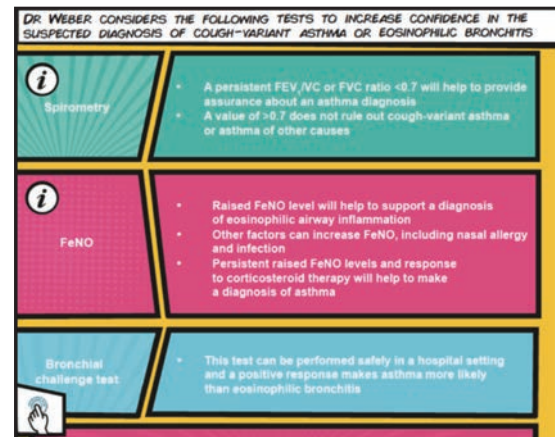 DR WEBER CONSIDERS THE FOLLOWING TESTS TO INCREASE CONFIDENCE IN THE
SUSPECTED DIAGNOSIS OF COUGH-VARIANT ASTHMA OR EOSINOPHILIC BRONCHITIS
i
Spirometry
• A persistent FEV₁/VC or FVC ratio <0.7 will help to provide
assurance about an asthma diagnosis
• A value of >0.7 does not rule out cough-variant asthma
or asthma of other causes
i
FeNO
• Raised FeNO level will help to support a diagnosis
of eosinophilic airway inflammation
• Other factors can increase FeNO, including nasal allergy
and infection
• Persistent raised FeNO levels and response
to corticosteroid therapy will help to make
a diagnosis of asthma
Bronchial
challenge test
• This test can be performed safely in a hospital setting
and a positive response makes asthma more likely
than eosinophilic bronchitis